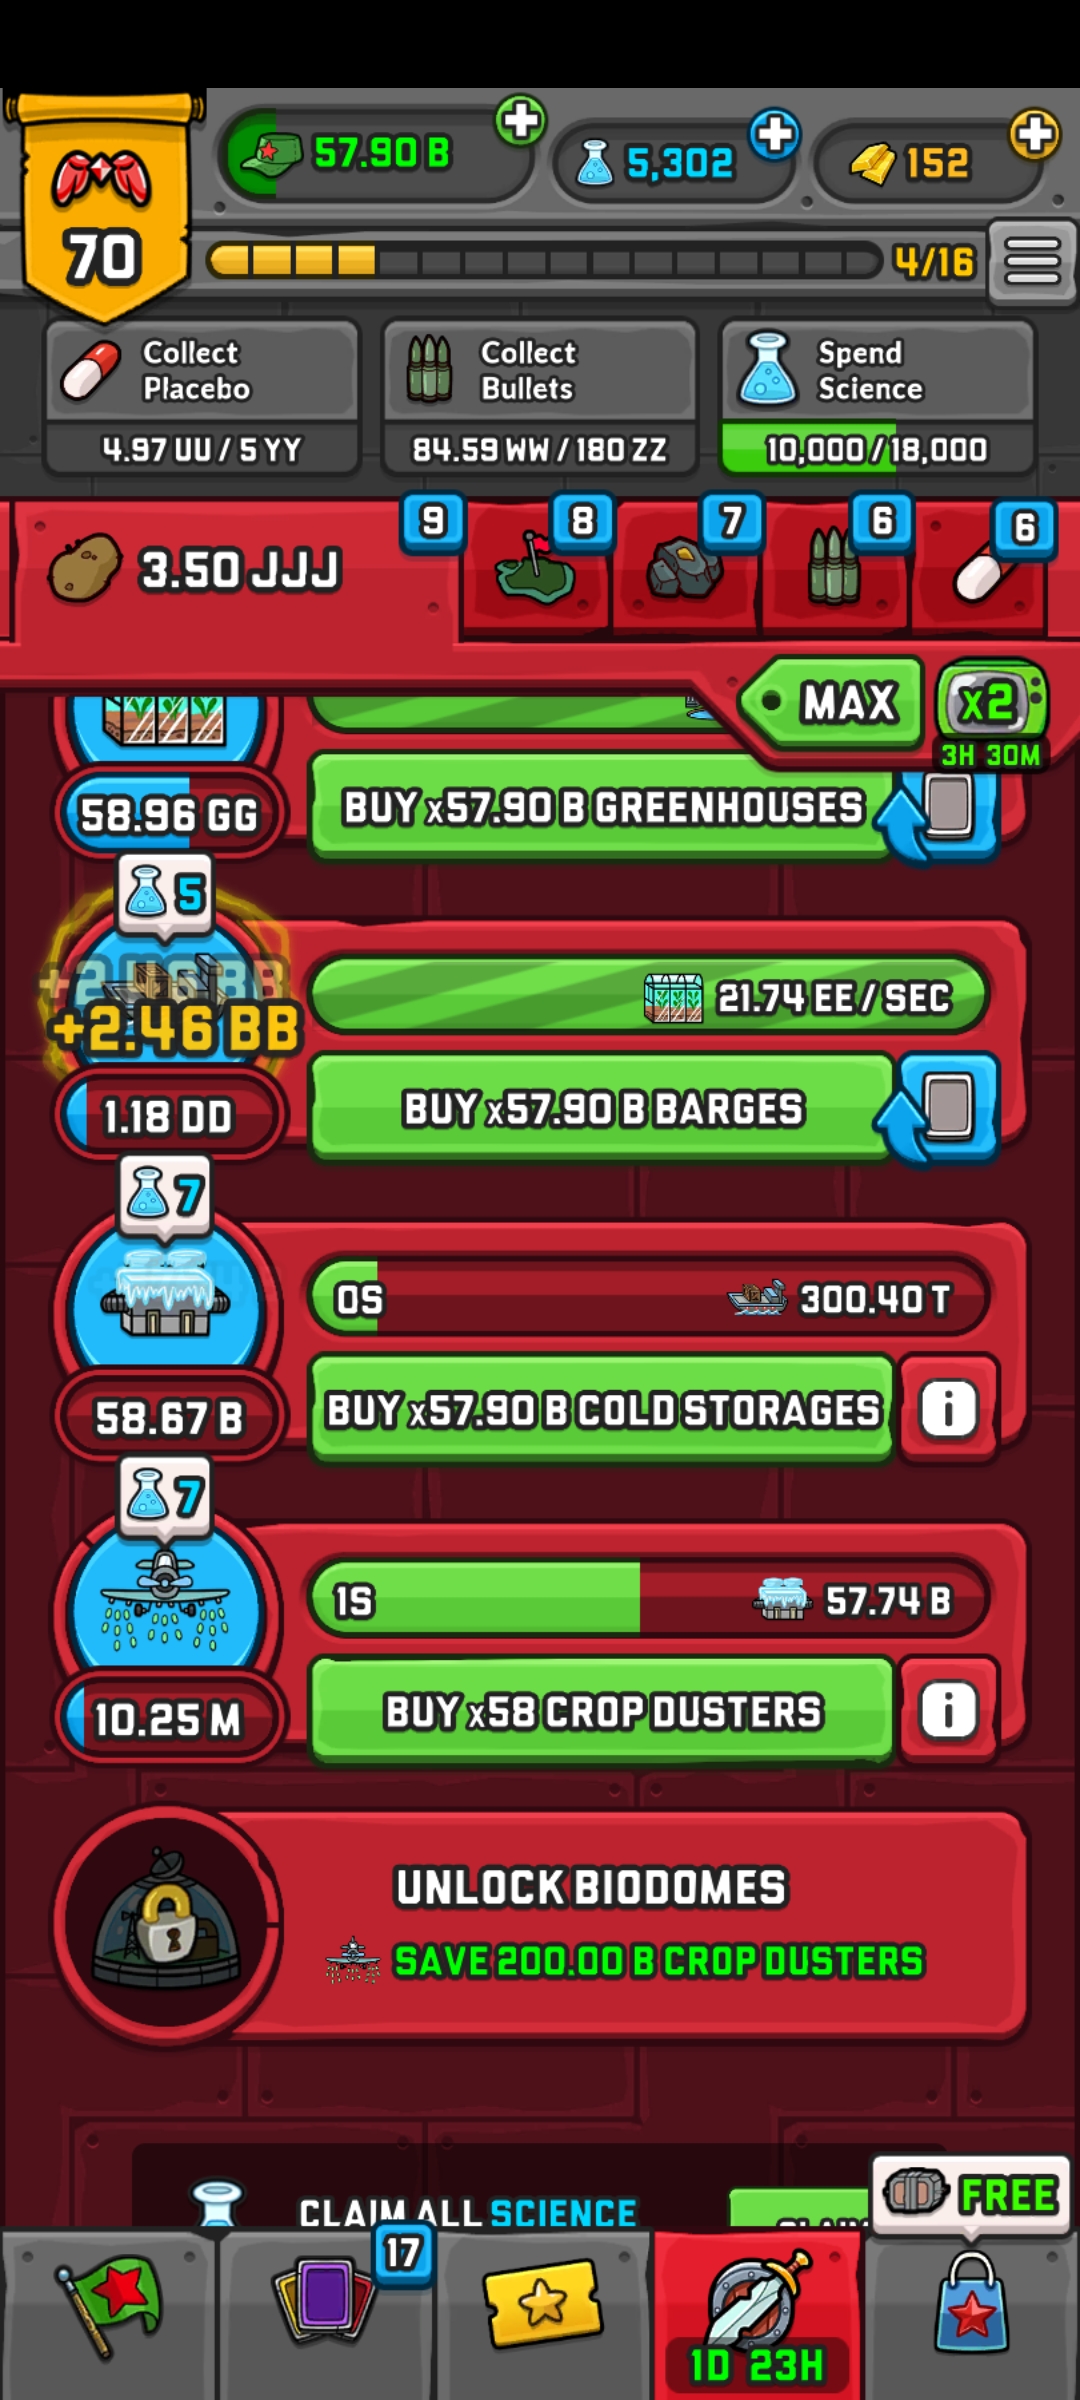 57.90 B
5,302
152
70
4/16
Collect
Placebo
4.97 UU / 5 YY
Collect
Bullets
84.59 WW / 180 ZZ
Spend
Science
10,000 / 18,000
3.50 JJJ
9
8
7
6
6
MAX
x2
3H 30M
58.96 GG
BUY x57.90 B GREENHOUSES
5
+2.46 BB
+2.46 BB
21.74 EE / SEC
1.18 DD
BUY x57.90 B BARGES
7
0S
300.40 T
58.67 B
BUY x57.90 B COLD STORAGES
i
7
1S
57.74 B
10.25 M
BUY x58 CROP DUSTERS
i
UNLOCK BIODOMES
SAVE 200.00 B CROP DUSTERS
CLAIM ALL SCIENCE
FREE
17
1D 23H